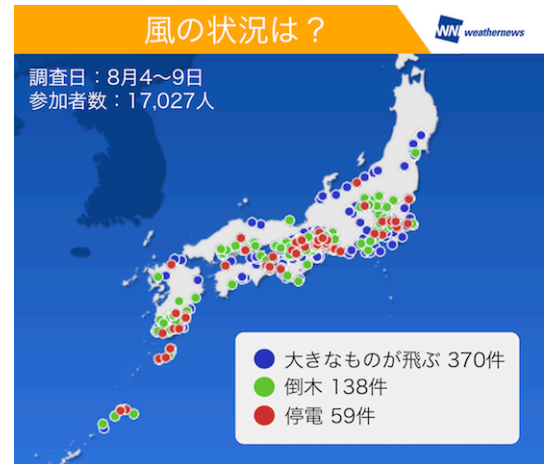 風の状況は？
WNI weathernews
調査日：8月4〜9日
参加者数：17,027人
大きなものが飛ぶ 370件
倒木 138件
停電 59件